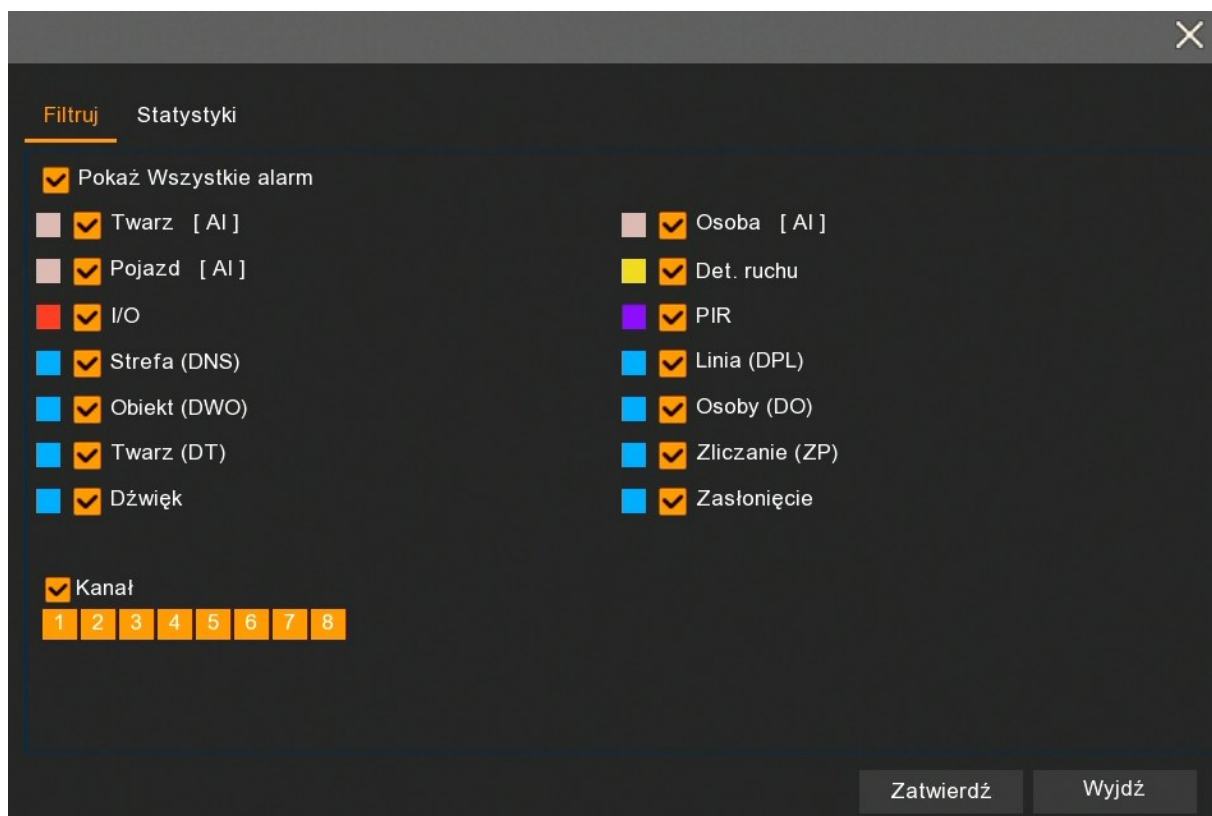 Filtruj Statystyki
Pokaż Wszystkie alarm
Twarz [ AI ] Osoba [ AI ]
Pojazd [ AI ] Det. ruchu
I/O PIR
Strefa (DNS) Linia (DPL)
Obiekt (DWO) Osoby (DO)
Twarz (DT) Zliczanie (ZP)
Dźwięk Zasłonięcie
Kanał
1 2 3 4 5 6 7 8
Zatwierdź Wyjdź